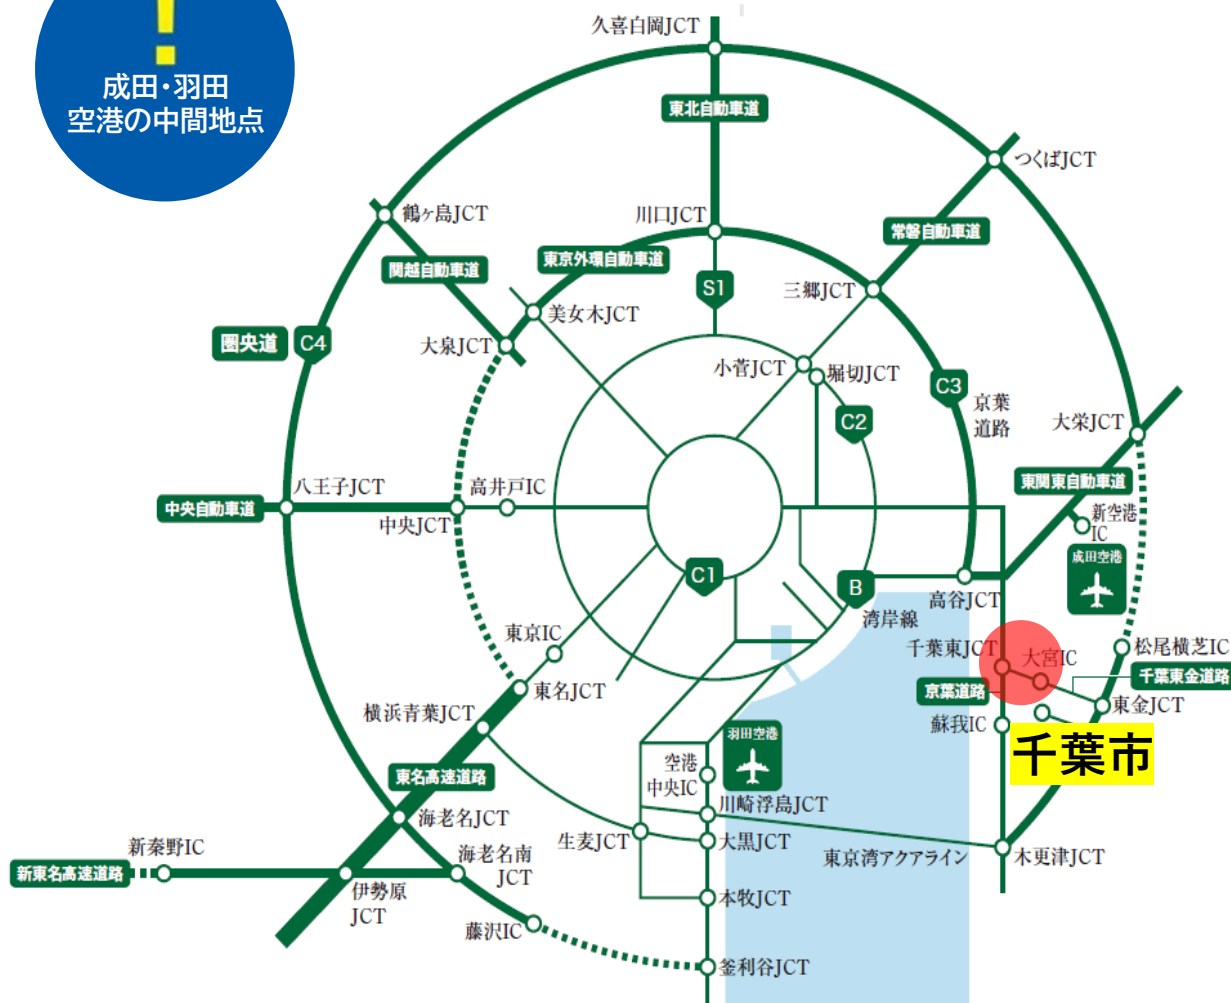 !
成田・羽田
空港の中間地点
久喜白岡JCT
東北自動車道
つくばJCT
鶴ヶ島JCT
川口JCT
常磐自動車道
関越自動車道
東京外環自動車道
S1
三郷JCT
美女木JCT
圏央道
C4
大泉JCT
小菅JCT
堀切JCT
C3
京葉
道路
C2
大栄JCT
東関東自動車道
八王子JCT
高井戸IC
中央自動車道
中央JCT
新空港
IC
成田空港
C1
B
高谷JCT
湾岸線
東京IC
千葉東JCT
大宮IC
松尾横芝IC
千葉東金道路
東名JCT
京葉道路
東金JCT
横浜青葉JCT
蘇我IC
羽田空港
千葉市
空港
中央IC
東名高速道路
川崎浮島JCT
海老名JCT
生麦JCT
大黒JCT
東京湾アクアライン
木更津JCT
新秦野IC
海老名南
JCT
新東名高速道路
伊勢原
JCT
本牧JCT
藤沢IC
釜利谷JCT